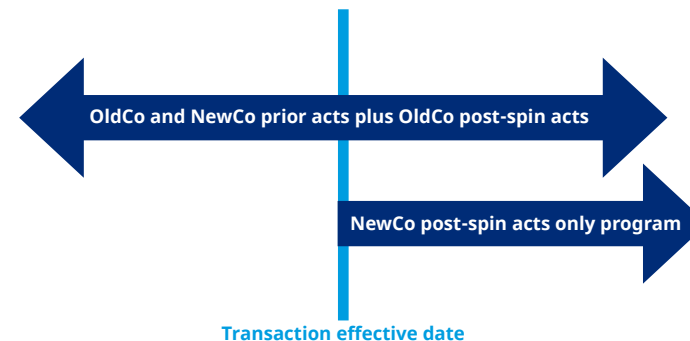 OldCo and NewCo prior acts plus OldCo post-spin acts
NewCo post-spin acts only program
Transaction effective date